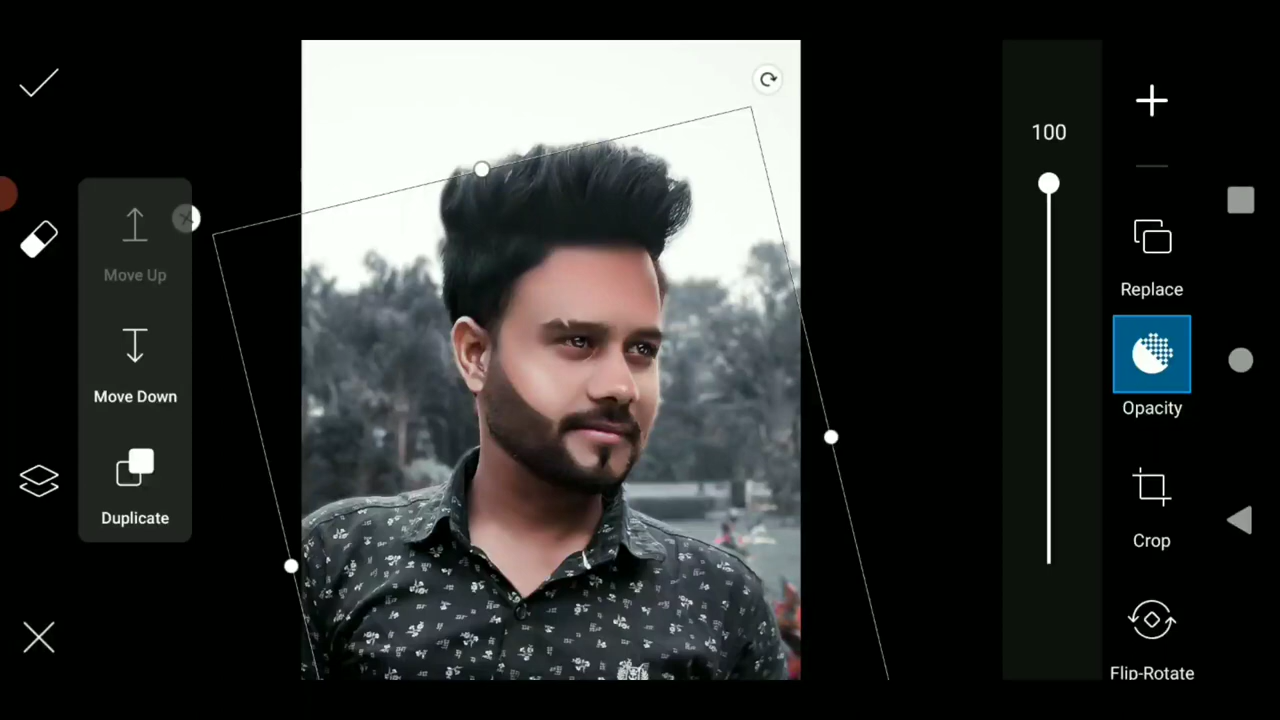 Move Up
Move Down
Duplicate
100
Replace
Opacity
Crop
Flip-Rotate